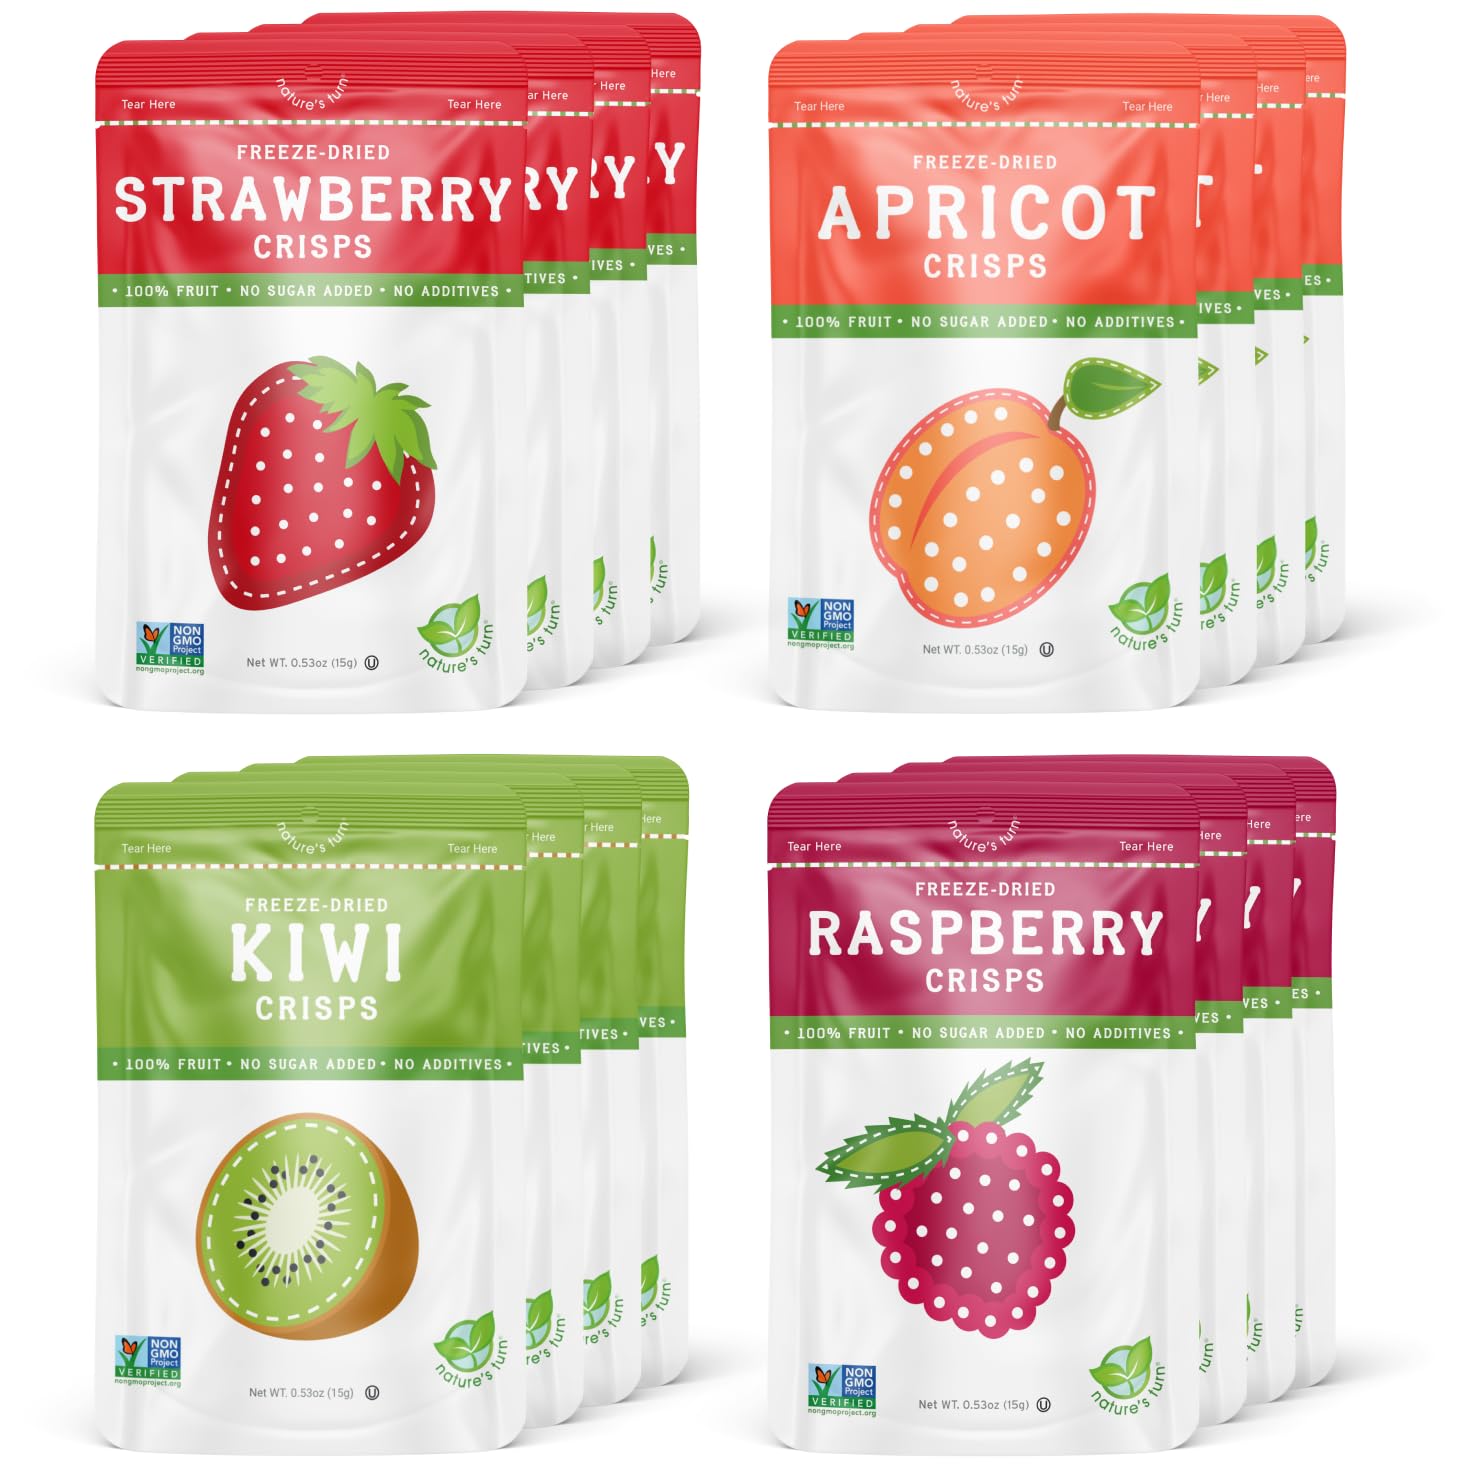 nature's turn®
Tear Here Tear Here
FREEZE-DRIED
STRAWBERRY
CRISPS
• 100% FRUIT • NO SUGAR ADDED • NO ADDITIVES •
NON
GMO
Project
VERIFIED
nongmoproject.org
Net WT. 0.53oz (15g) U
nature's turn®
nature's turn®
Tear Here Tear Here
FREEZE-DRIED
APRICOT
CRISPS
• 100% FRUIT • NO SUGAR ADDED • NO ADDITIVES •
NON
GMO
Project
VERIFIED
nongmoproject.org
Net WT. 0.53oz (15g) U
nature's turn®
nature's turn®
Tear Here Tear Here
FREEZE-DRIED
KIWI
CRISPS
• 100% FRUIT • NO SUGAR ADDED • NO ADDITIVES •
NON
GMO
Project
VERIFIED
nongmoproject.org
Net WT. 0.53oz (15g) U
nature's turn®
nature's turn®
Tear Here Tear Here
FREEZE-DRIED
RASPBERRY
CRISPS
• 100% FRUIT • NO SUGAR ADDED • NO ADDITIVES •
NON
GMO
Project
VERIFIED
nongmoproject.org
Net WT. 0.53oz (15g) U
nature's turn®